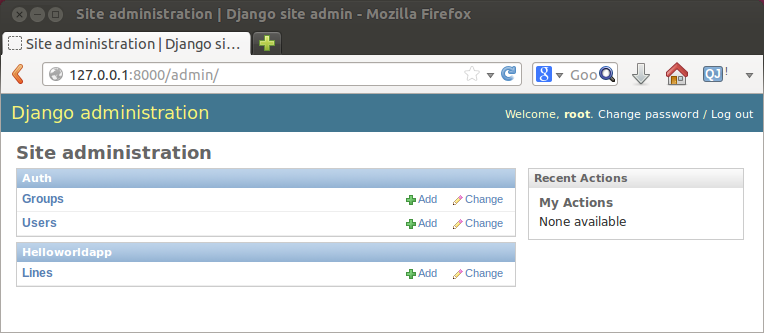 Site administration | Django site admin - Mozilla Firefox
Site administration | Django si...
127.0.0.1:8000/admin/
8 Goo
QJ !
Django administration
Welcome, root. Change password / Log out
Site administration
Auth
Groups Add Change
Users Add Change
Helloworldapp
Lines Add Change
Recent Actions
My Actions
None available